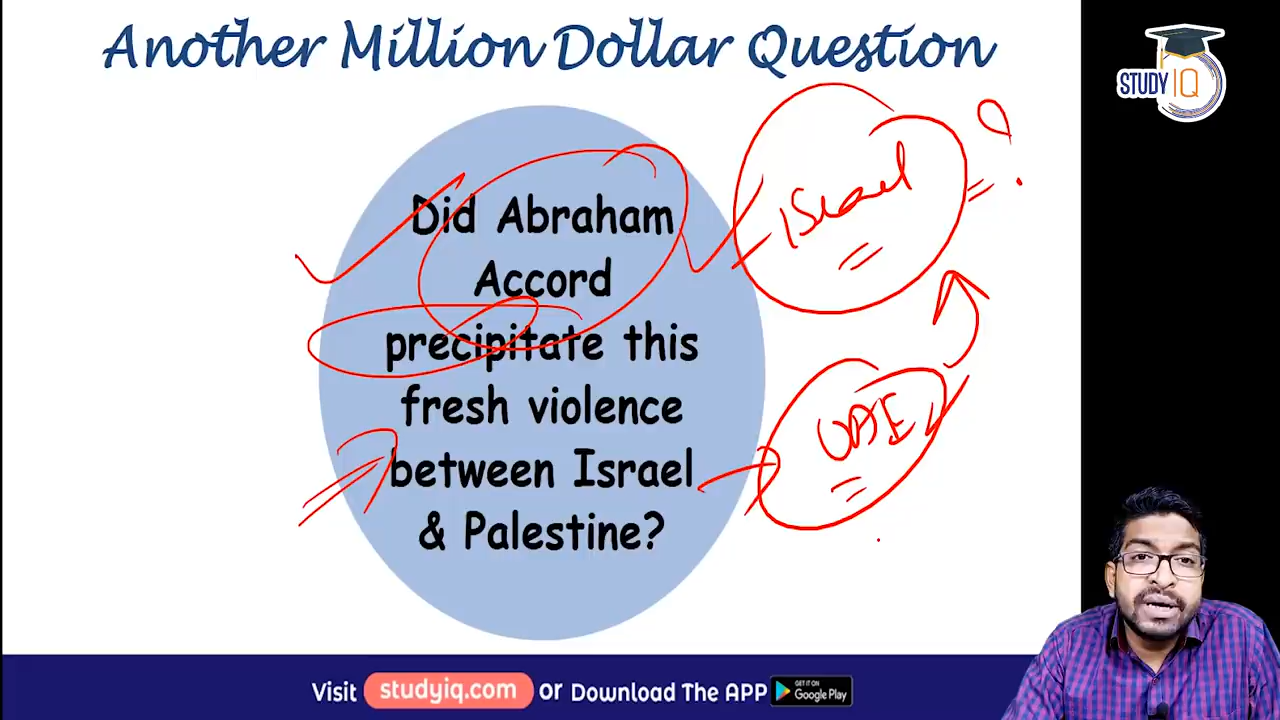 Another Million Dollar Question
STUDY IQ
Did Abraham
Accord
precipitate this
fresh violence
between Israel
& Palestine?
Israel
?
UAE
Visit studyiq.com or Download The APP
GET IT ON
Google Play